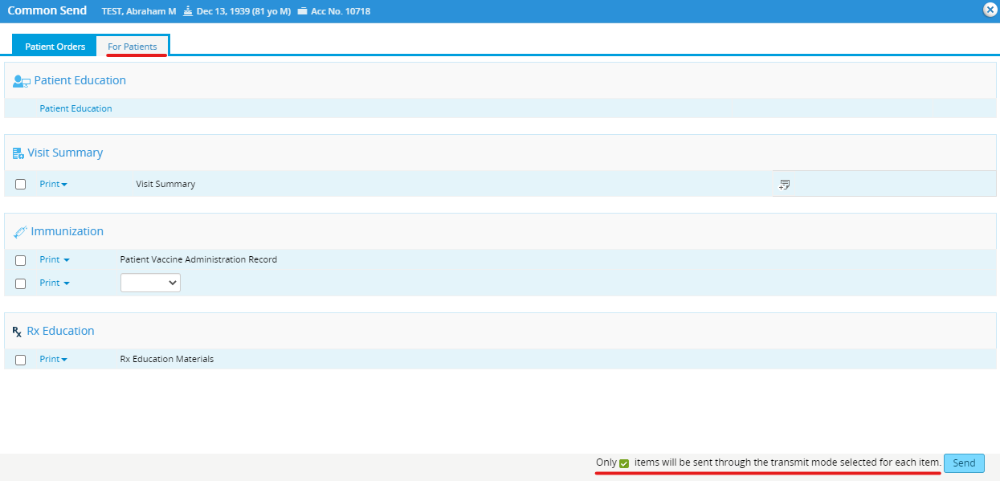 Common Send TEST, Abraham M Dec 13, 1939 (81 yo M) Acc No. 10718
Patient Orders For Patients
Patient Education
Patient Education
Visit Summary
Print Visit Summary
Immunization
Print Patient Vaccine Administration Record
Print
Rx Education
Print Rx Education Materials
Only items will be sent through the transmit mode selected for each item. Send